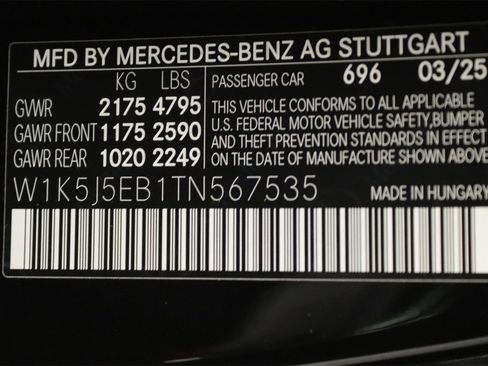 MFD BY MERCEDES-BENZ AG STUTTGART
KG LBS PASSENGER CAR 696 03/25
GVWR 2175 4795 THIS VEHICLE CONFORMS TO ALL APPLICABLE
GAWR FRONT 1175 2590 U.S. FEDERAL MOTOR VEHICLE SAFETY, BUMPER
GAWR REAR 1020 2249 AND THEFT PREVENTION STANDARDS IN EFFECT
ON THE DATE OF MANUFACTURE SHOWN ABOVE
W1K5J5EB1TN567535 MADE IN HUNGARY